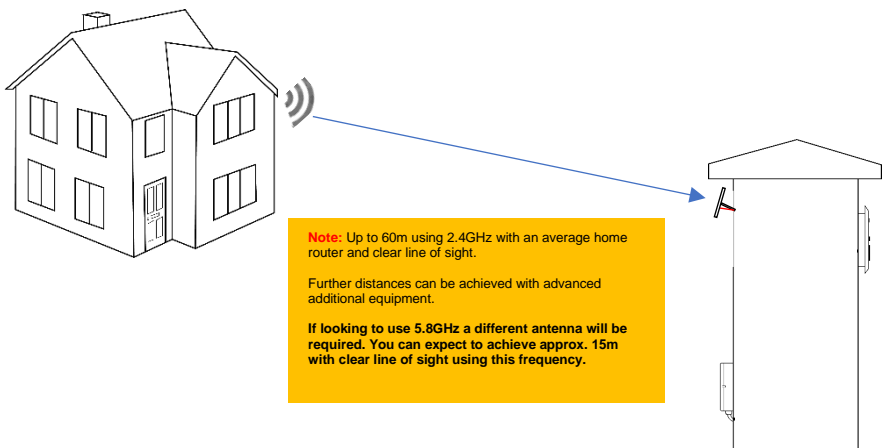 Note: Up to 60m using 2.4GHz with an average home
router and clear line of sight.
Further distances can be achieved with advanced
additional equipment.
If looking to use 5.8GHz a different antenna will be
required. You can expect to achieve approx. 15m
with clear line of sight using this frequency.